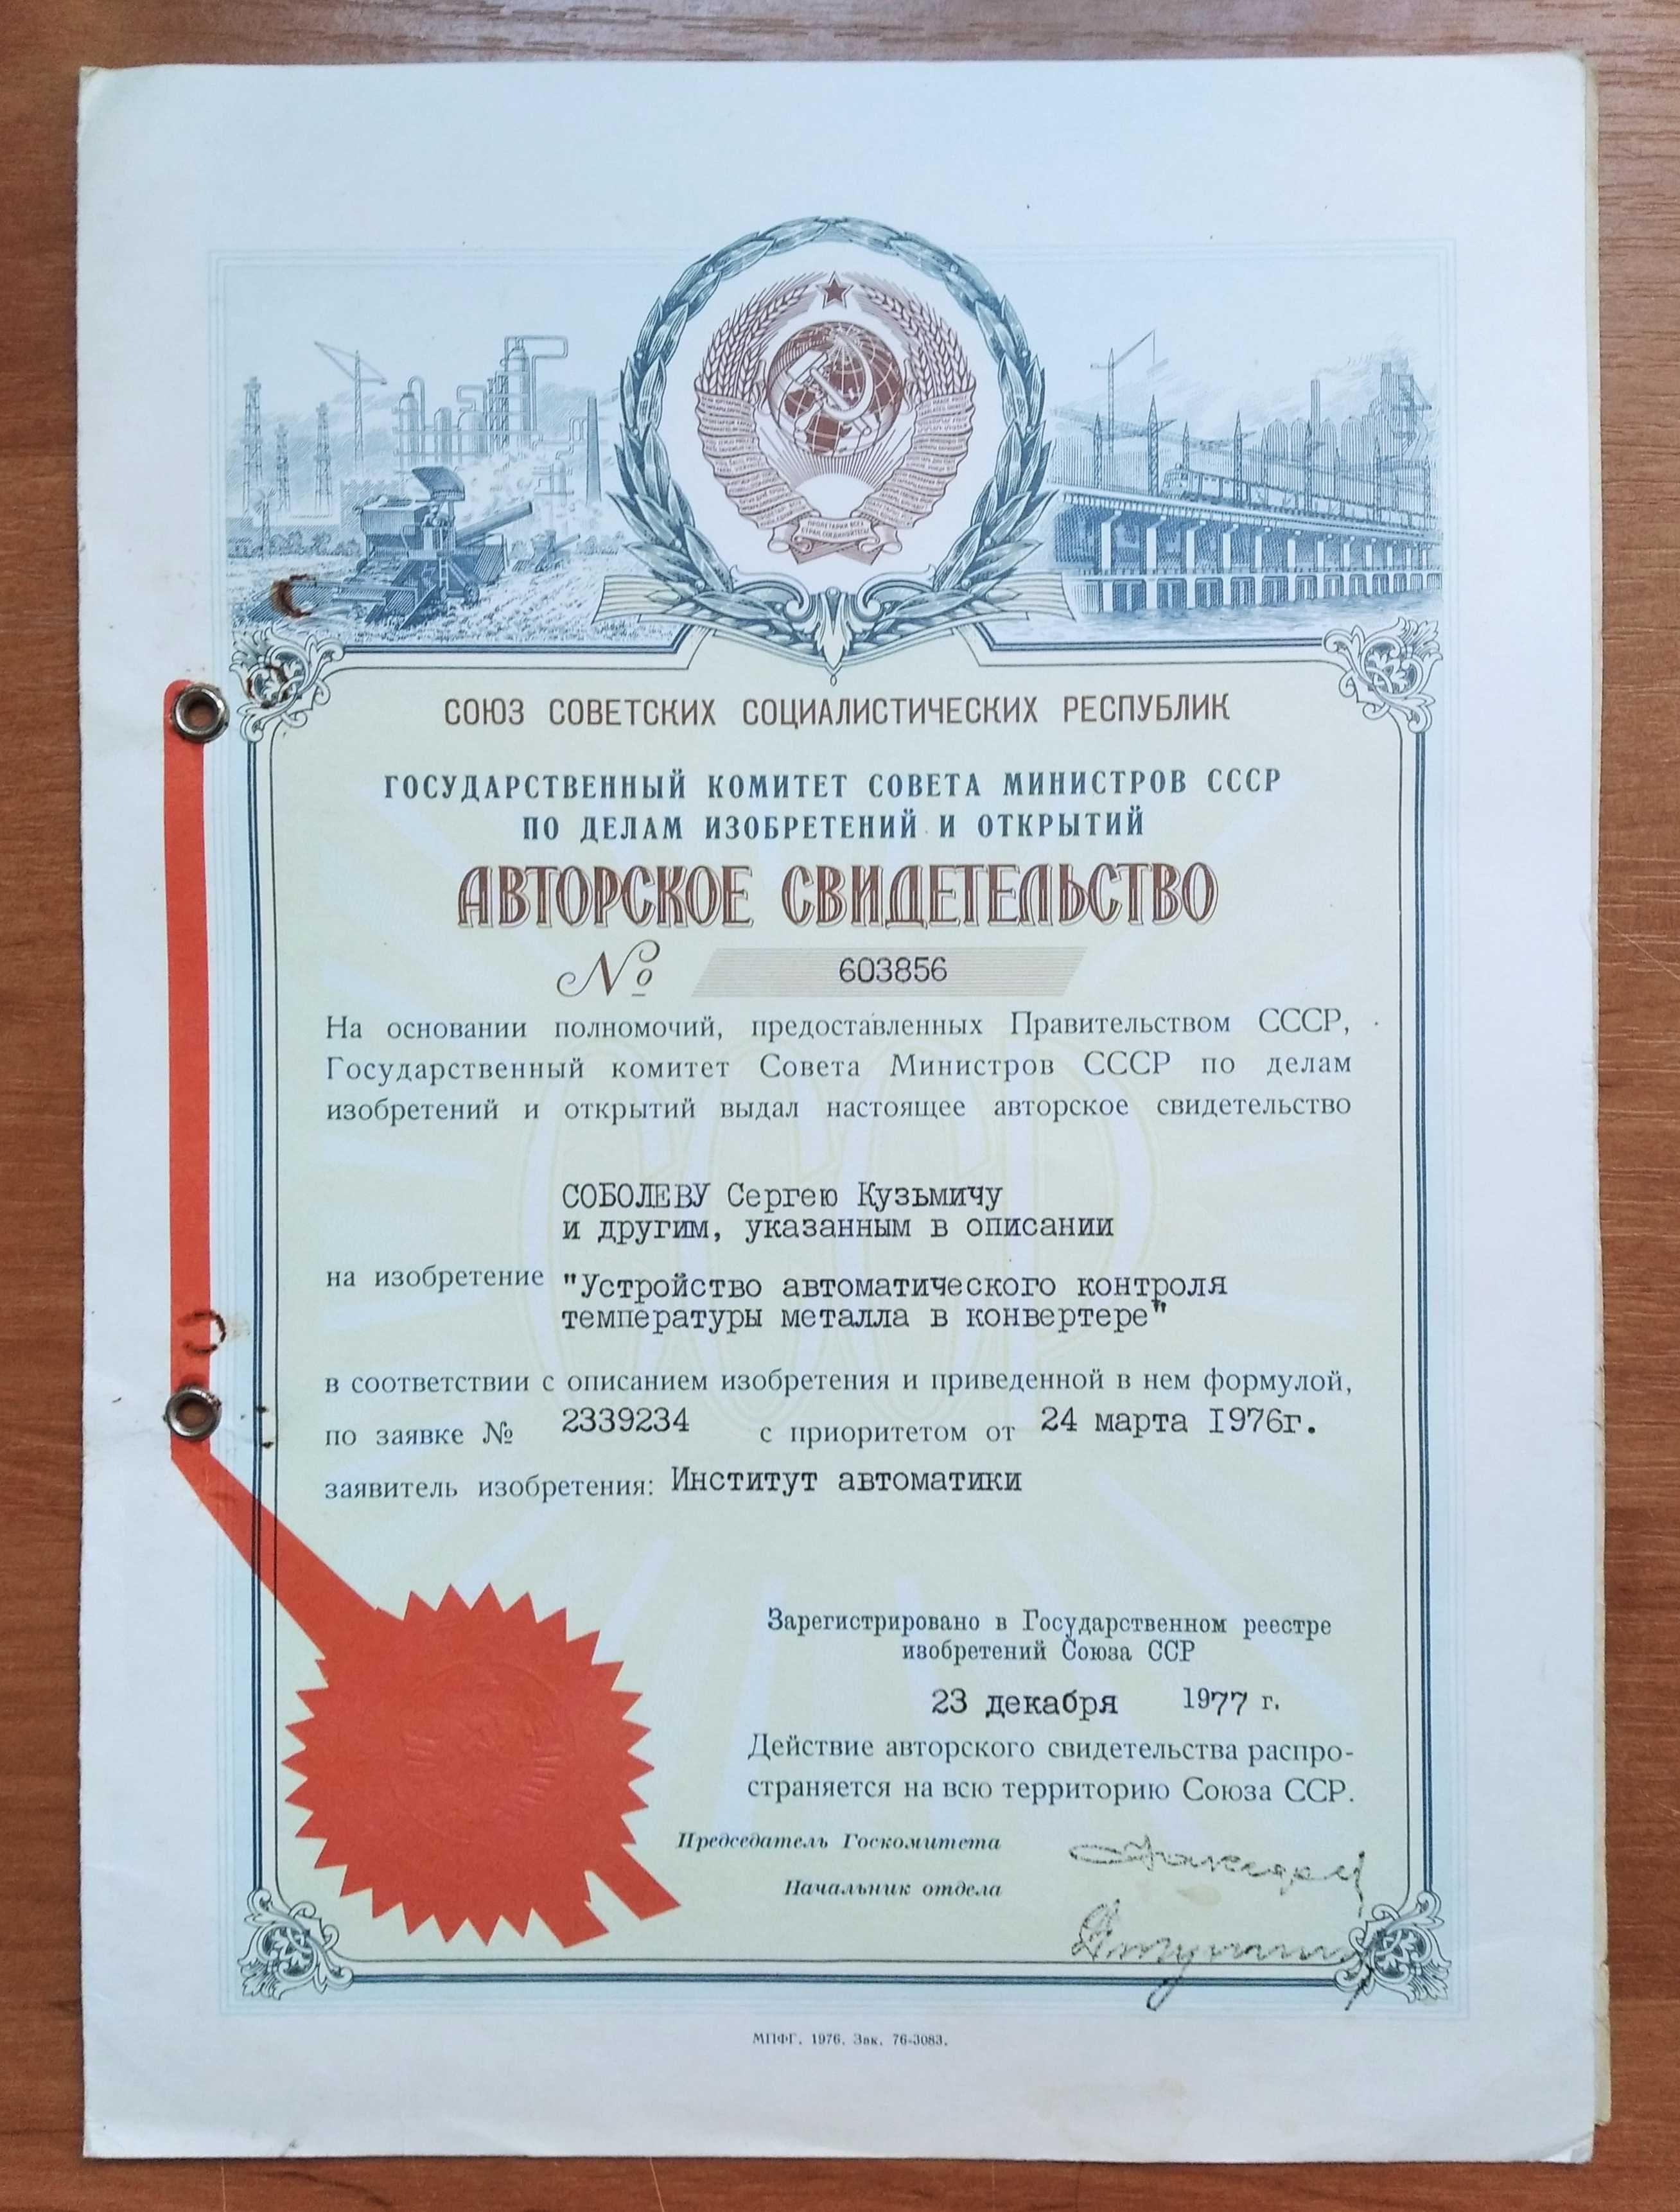 ПРОЛЕТАРИИ ВСЕХ
СТРАН, СОЕДИНЯЙТЕСЬ!
СОЮЗ СОВЕТСКИХ СОЦИАЛИСТИЧЕСКИХ РЕСПУБЛИК
ГОСУДАРСТВЕННЫЙ КОМИТЕТ СОВЕТА МИНИСТРОВ СССР
ПО ДЕЛАМ ИЗОБРЕТЕНИЙ И ОТКРЫТИЙ
АВТОРСКОЕ СВИДЕТЕЛЬСТВО
№ 603856
На основании полномочий, предоставленных Правительством СССР,
Государственный комитет Совета Министров СССР по делам
изобретений и открытий выдал настоящее авторское свидетельство
СОБОЛЕВУ Сергею Кузьмичу
и другим, указанным в описании
на изобретение "Устройство автоматического контроля
температуры металла в конвертере"
в соответствии с описанием изобретения и приведенной в нем формулой,
по заявке № 2339234 с приоритетом от 24 марта I976г.
заявитель изобретения: Институт автоматики
Зарегистрировано в Государственном реестре
изобретений Союза ССР
23 декабря 1977 г.
Действие авторского свидетельства распро-
страняется на всю территорию Союза ССР.
Председатель Госкомитета
Начальник отдела
МПФГ. 1976. Зак. 76-3083.